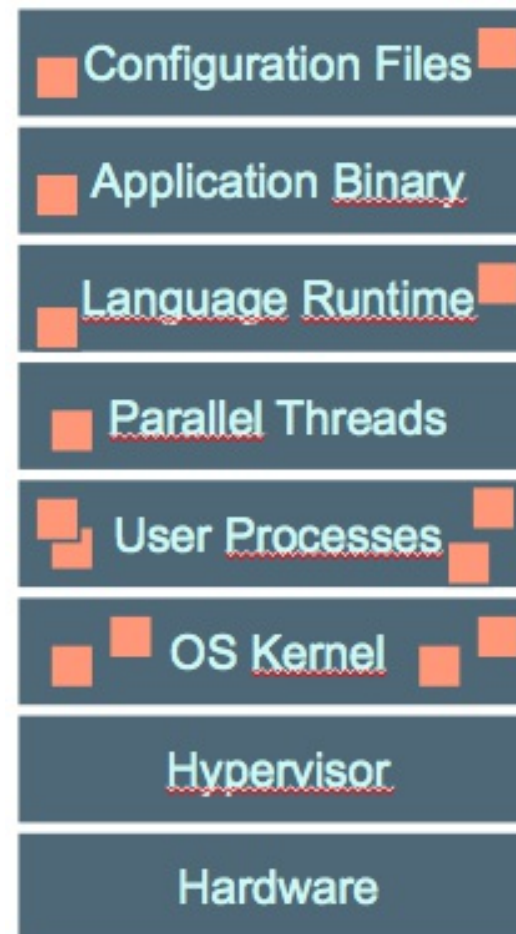 Configuration Files
Application Binary
Language Runtime
Parallel Threads
User Processes
OS Kernel
Hypervisor
Hardware